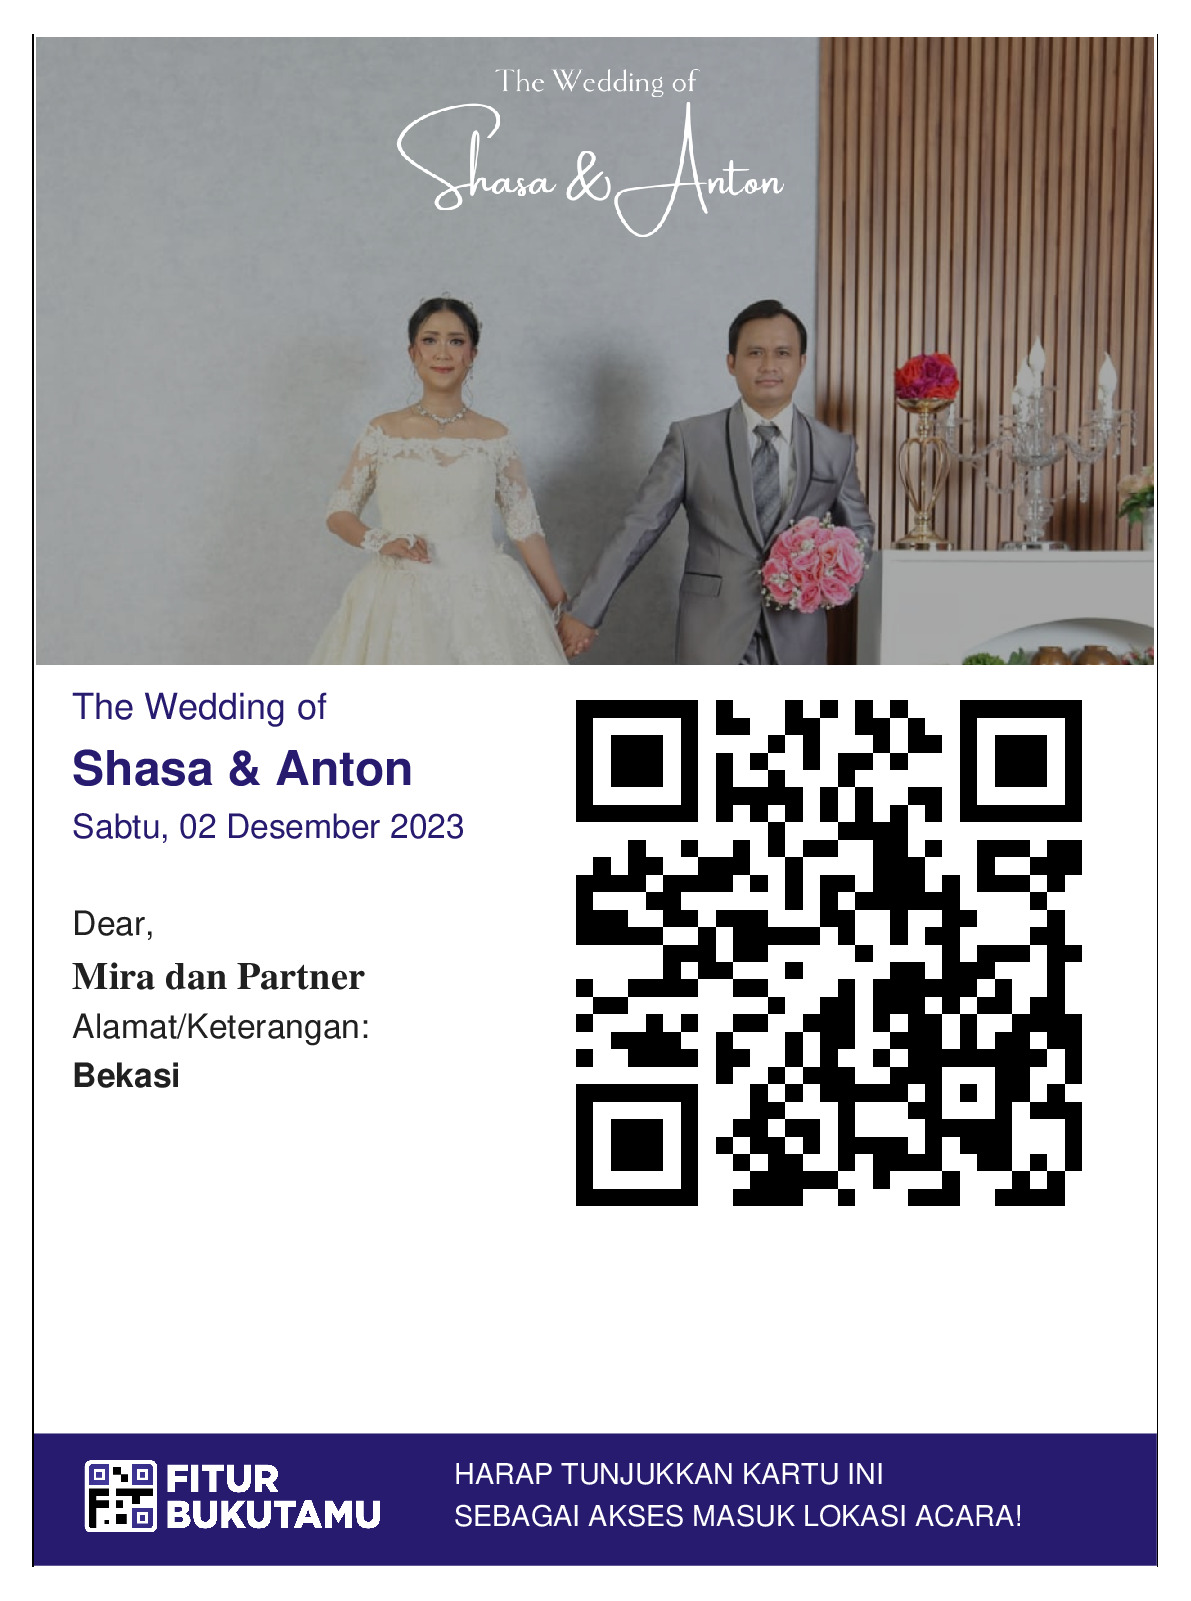 The Wedding of
Shasa & Anton
The Wedding of
Shasa & Anton
Sabtu, 02 Desember 2023
Dear,
Mira dan Partner
Alamat/Keterangan:
Bekasi
FITUR
BUKUTAMU
HARAP TUNJUKKAN KARTU INI
SEBAGAI AKSES MASUK LOKASI ACARA!